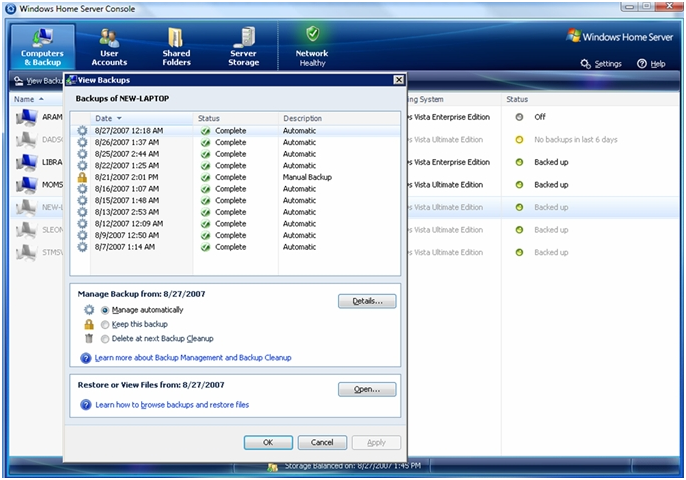 Windows Home Server Console
Computers & Backup
User Accounts
Shared Folders
Server Storage
Network
Healthy
Windows Home Server
Settings
Help
View Backu
View Backups
Name
ing System
Status
Backups of NEW-LAPTOP
Date Status Description
8/27/2007 12:18 AM Complete Automatic
8/26/2007 1:37 AM Complete Automatic
8/25/2007 2:44 AM Complete Automatic
8/22/2007 1:25 AM Complete Automatic
8/21/2007 2:01 PM Complete Manual Backup
8/16/2007 1:07 AM Complete Automatic
8/15/2007 1:48 AM Complete Automatic
8/13/2007 2:53 AM Complete Automatic
8/12/2007 12:09 AM Complete Automatic
8/9/2007 12:50 AM Complete Automatic
8/7/2007 1:14 AM Complete Automatic
ARAM
DADS
LIBRA
MOMS
NEW-L
SLEON
STMSV
vs Vista Enterprise Edition Off
vs Vista Ultimate Edition No backups in last 6 days
vs Vista Enterprise Edition Backed up
vs Vista Ultimate Edition Backed up
vs Vista Ultimate Edition Backed up
vs Vista Ultimate Edition Backed up
vs Vista Ultimate Edition Backed up
Manage Backup from: 8/27/2007
Details...
Manage automatically
Keep this backup
Delete at next Backup Cleanup
Learn more about Backup Management and Backup Cleanup
Restore or View Files from: 8/27/2007
Open...
Learn how to browse backups and restore files
OK Cancel Apply
Storage Balanced on: 8/27/2007 1:45 PM